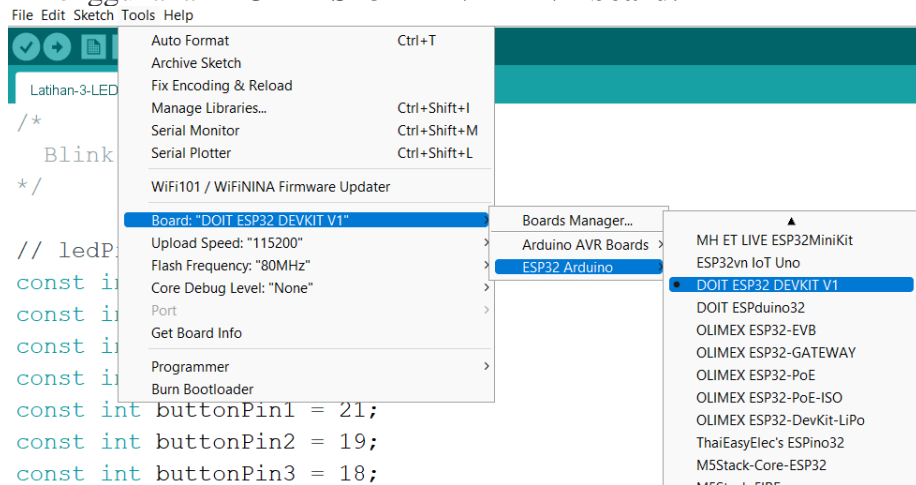 File Edit Sketch Tools Help
Latihan-3-LED
Auto Format Ctrl+T
Archive Sketch
Fix Encoding & Reload
Manage Libraries... Ctrl+Shift+I
Serial Monitor Ctrl+Shift+M
Serial Plotter Ctrl+Shift+L
WiFi101 / WiFiNINA Firmware Updater
Board: "DOIT ESP32 DEVKIT V1"
Upload Speed: "115200"
Flash Frequency: "80MHz"
Core Debug Level: "None"
Port
Get Board Info
Programmer
Burn Bootloader
Boards Manager...
Arduino AVR Boards
ESP32 Arduino
MH ET LIVE ESP32MiniKit
ESP32vn IoT Uno
DOIT ESP32 DEVKIT V1
DOIT ESPduino32
OLIMEX ESP32-EVB
OLIMEX ESP32-GATEWAY
OLIMEX ESP32-PoE
OLIMEX ESP32-PoE-ISO
OLIMEX ESP32-DevKit-LiPo
ThaiEasyElec's ESPino32
M5Stack-Core-ESP32
/*
Blink
*/
// ledP
const i
const i
const i
const i
const int buttonPin1 = 21;
const int buttonPin2 = 19;
const int buttonPin3 = 18;